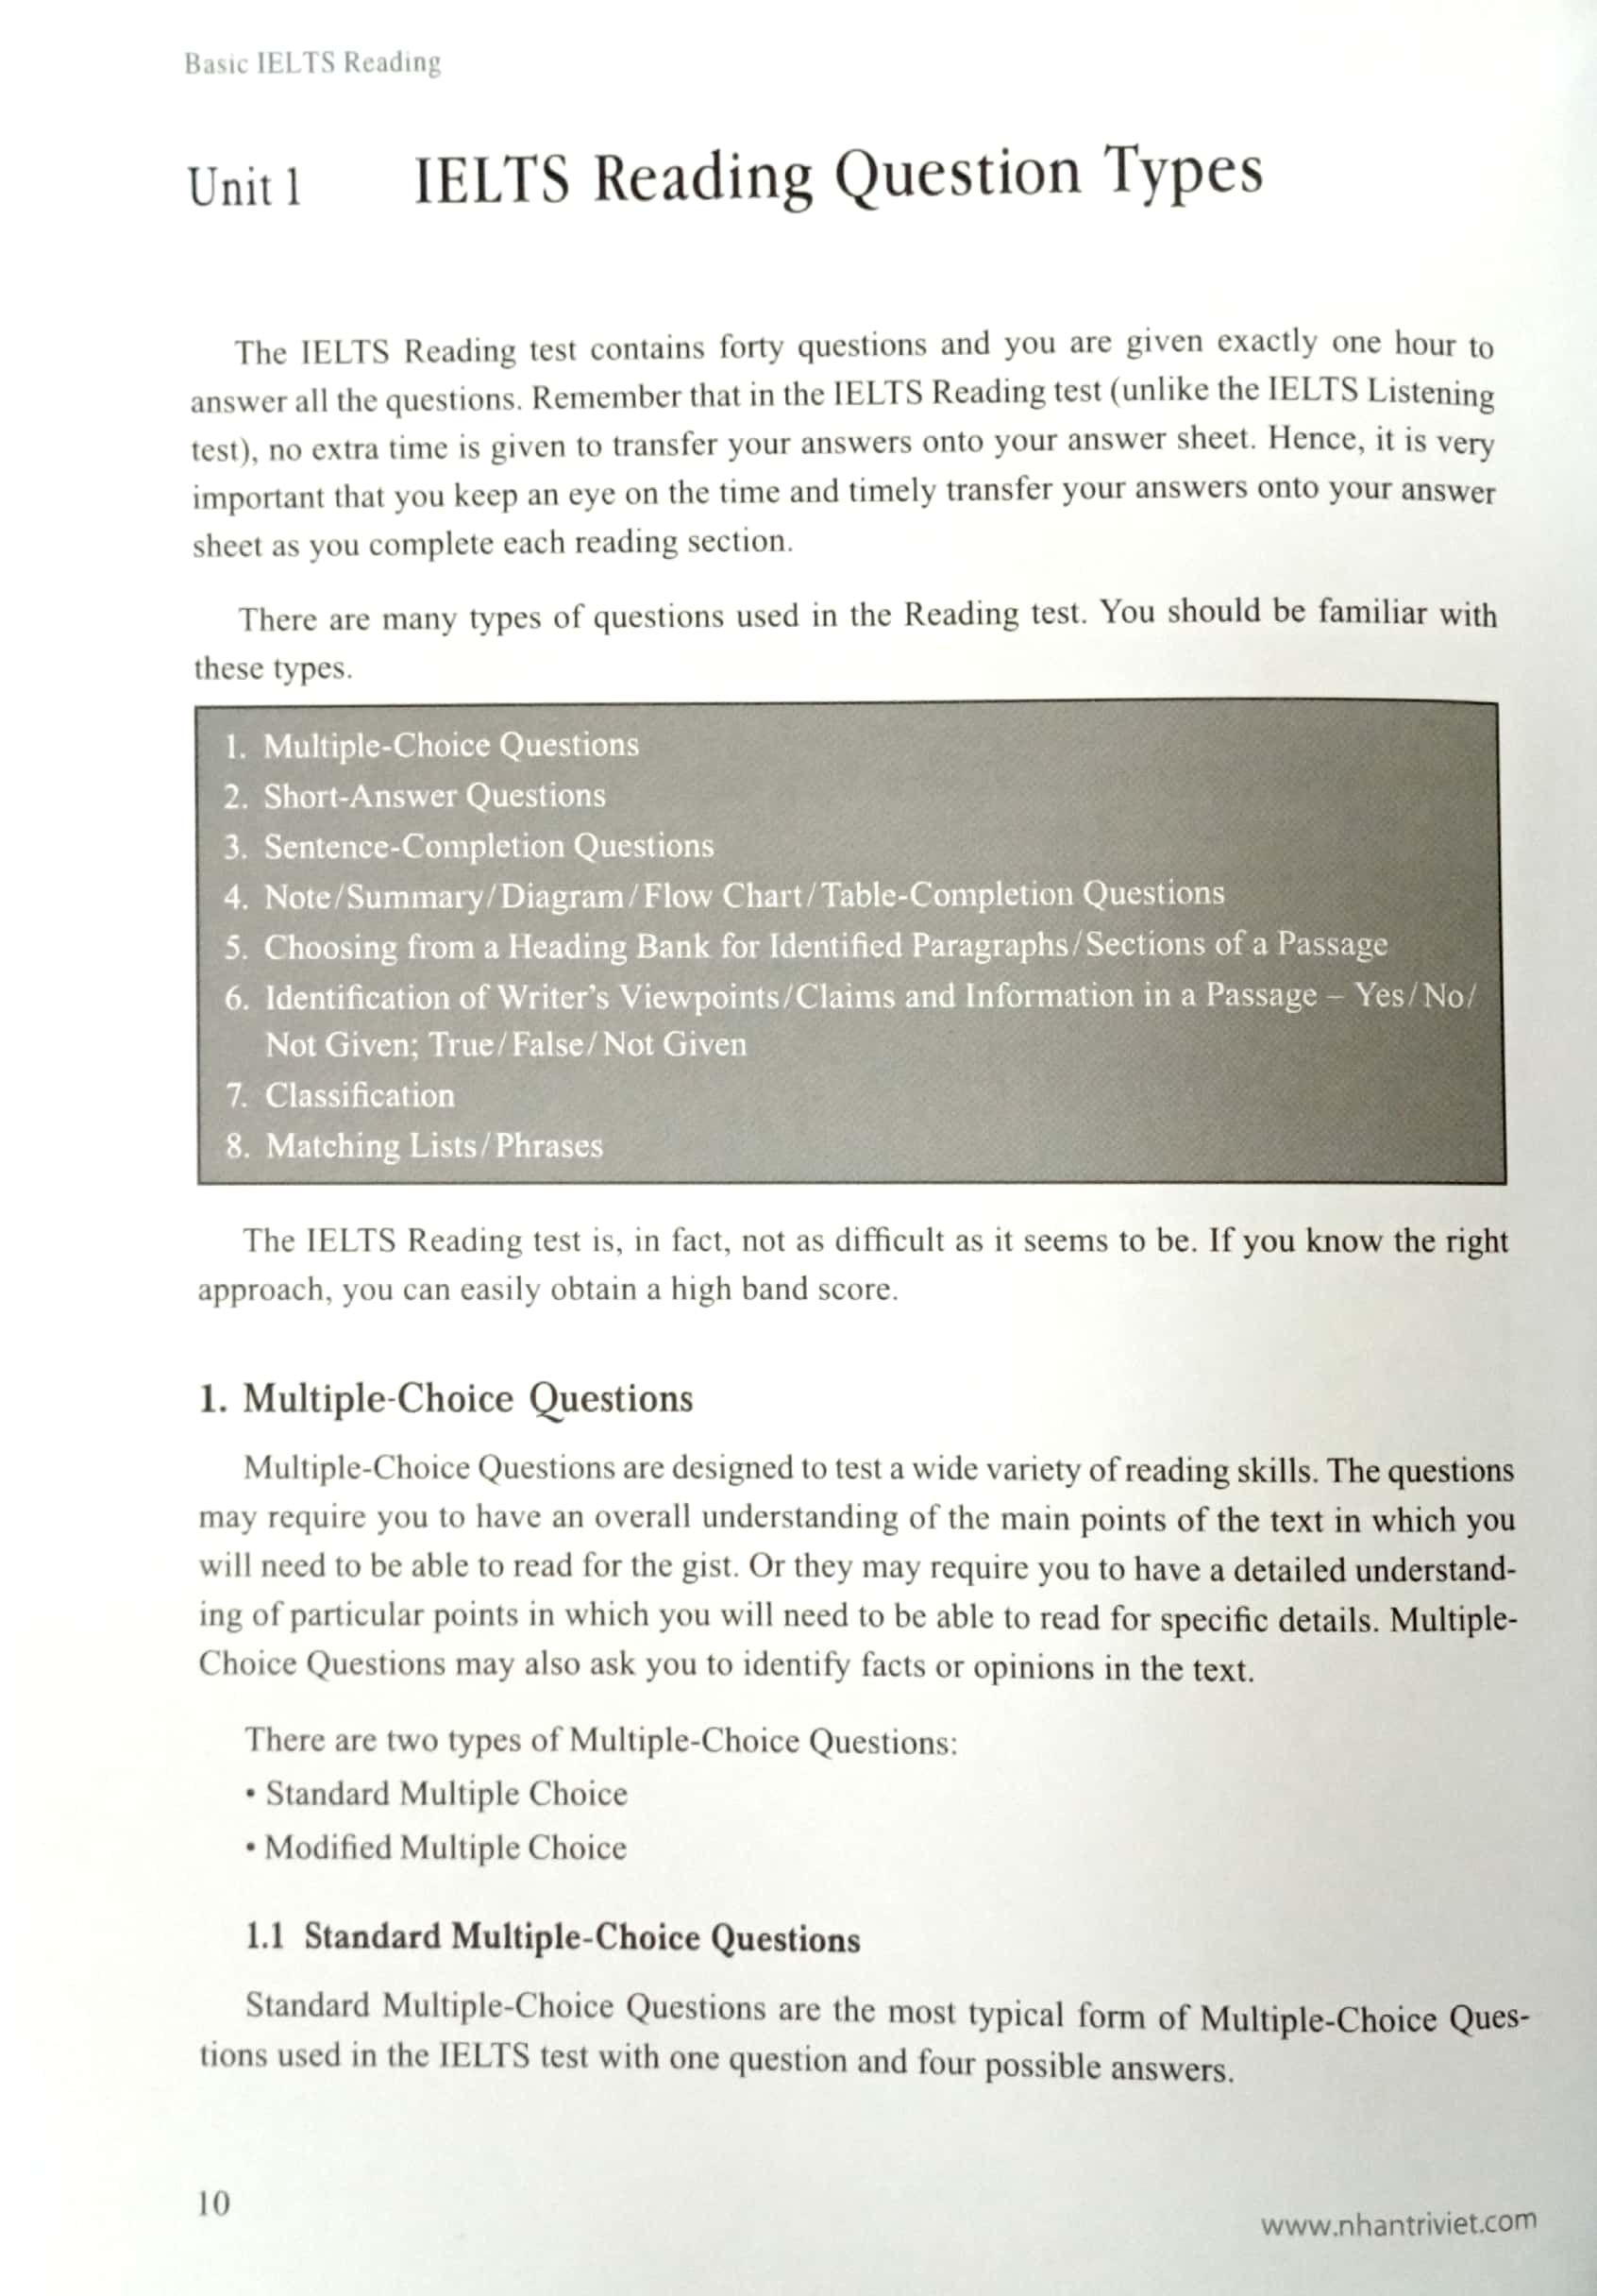 Basic IELTS Reading
Unit 1 IELTS Reading Question Types
The IELTS Reading test contains forty questions and you are given exactly one hour to
answer all the questions. Remember that in the IELTS Reading test (unlike the IELTS Listening
test), no extra time is given to transfer your answers onto your answer sheet. Hence, it is very
important that you keep an eye on the time and timely transfer your answers onto your answer
sheet as you complete each reading section.
There are many types of questions used in the Reading test. You should be familiar with
these types.
1. Multiple-Choice Questions
2. Short-Answer Questions
3. Sentence-Completion Questions
4. Note/Summary/Diagram/Flow Chart/Table-Completion Questions
5. Choosing from a Heading Bank for Identified Paragraphs/Sections of a Passage
6. Identification of Writer's Viewpoints/Claims and Information in a Passage – Yes/No/
Not Given; True/False/Not Given
7. Classification
8. Matching Lists/Phrases
The IELTS Reading test is, in fact, not as difficult as it seems to be. If you know the right
approach, you can easily obtain a high band score.
1. Multiple-Choice Questions
Multiple-Choice Questions are designed to test a wide variety of reading skills. The questions
may require you to have an overall understanding of the main points of the text in which you
will need to be able to read for the gist. Or they may require you to have a detailed understand-
ing of particular points in which you will need to be able to read for specific details. Multiple-
Choice Questions may also ask you to identify facts or opinions in the text.
There are two types of Multiple-Choice Questions:
• Standard Multiple Choice
• Modified Multiple Choice
1.1 Standard Multiple-Choice Questions
Standard Multiple-Choice Questions are the most typical form of Multiple-Choice Ques-
tions used in the IELTS test with one question and four possible answers.
10
www.nhantriviet.com